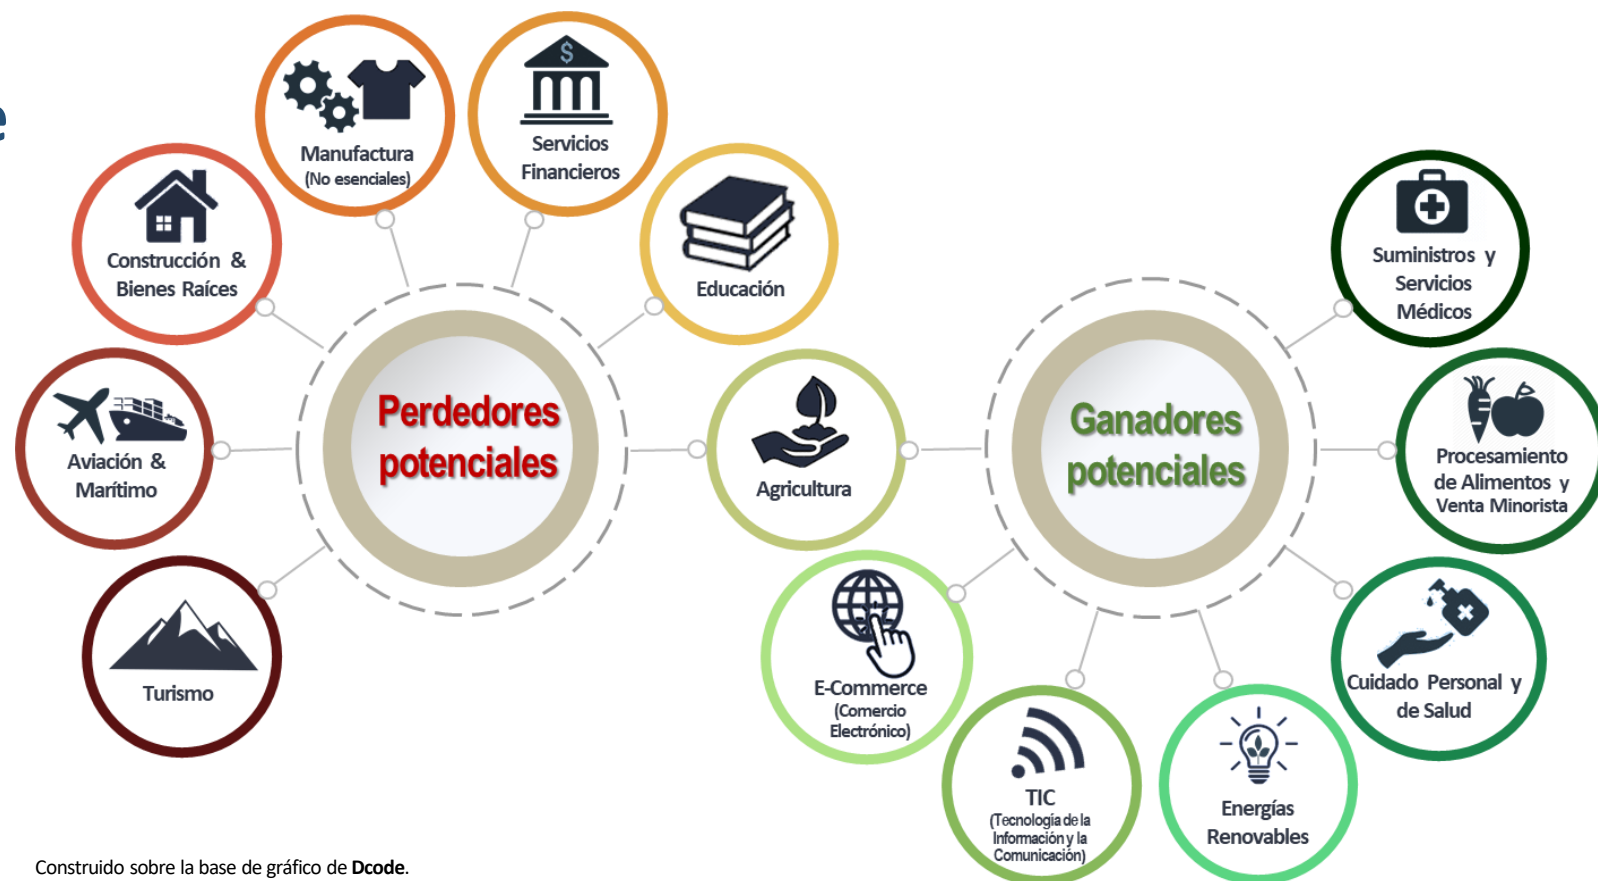 e
Manufactura
(No esenciales)
Servicios
Financieros
Construcción &
Bienes Raíces
Educación
Aviación &
Marítimo
Turismo
Perdedores
potenciales
Agricultura
Ganadores
potenciales
Suministros y
Servicios
Médicos
Procesamiento
de Alimentos y
Venta Minorista
Cuidado Personal y
de Salud
E-Commerce
(Comercio
Electrónico)
TIC
(Tecnología de la
Información y la
Comunicación)
Energías
Renovables
$
Construido sobre la base de gráfico de Dcode.